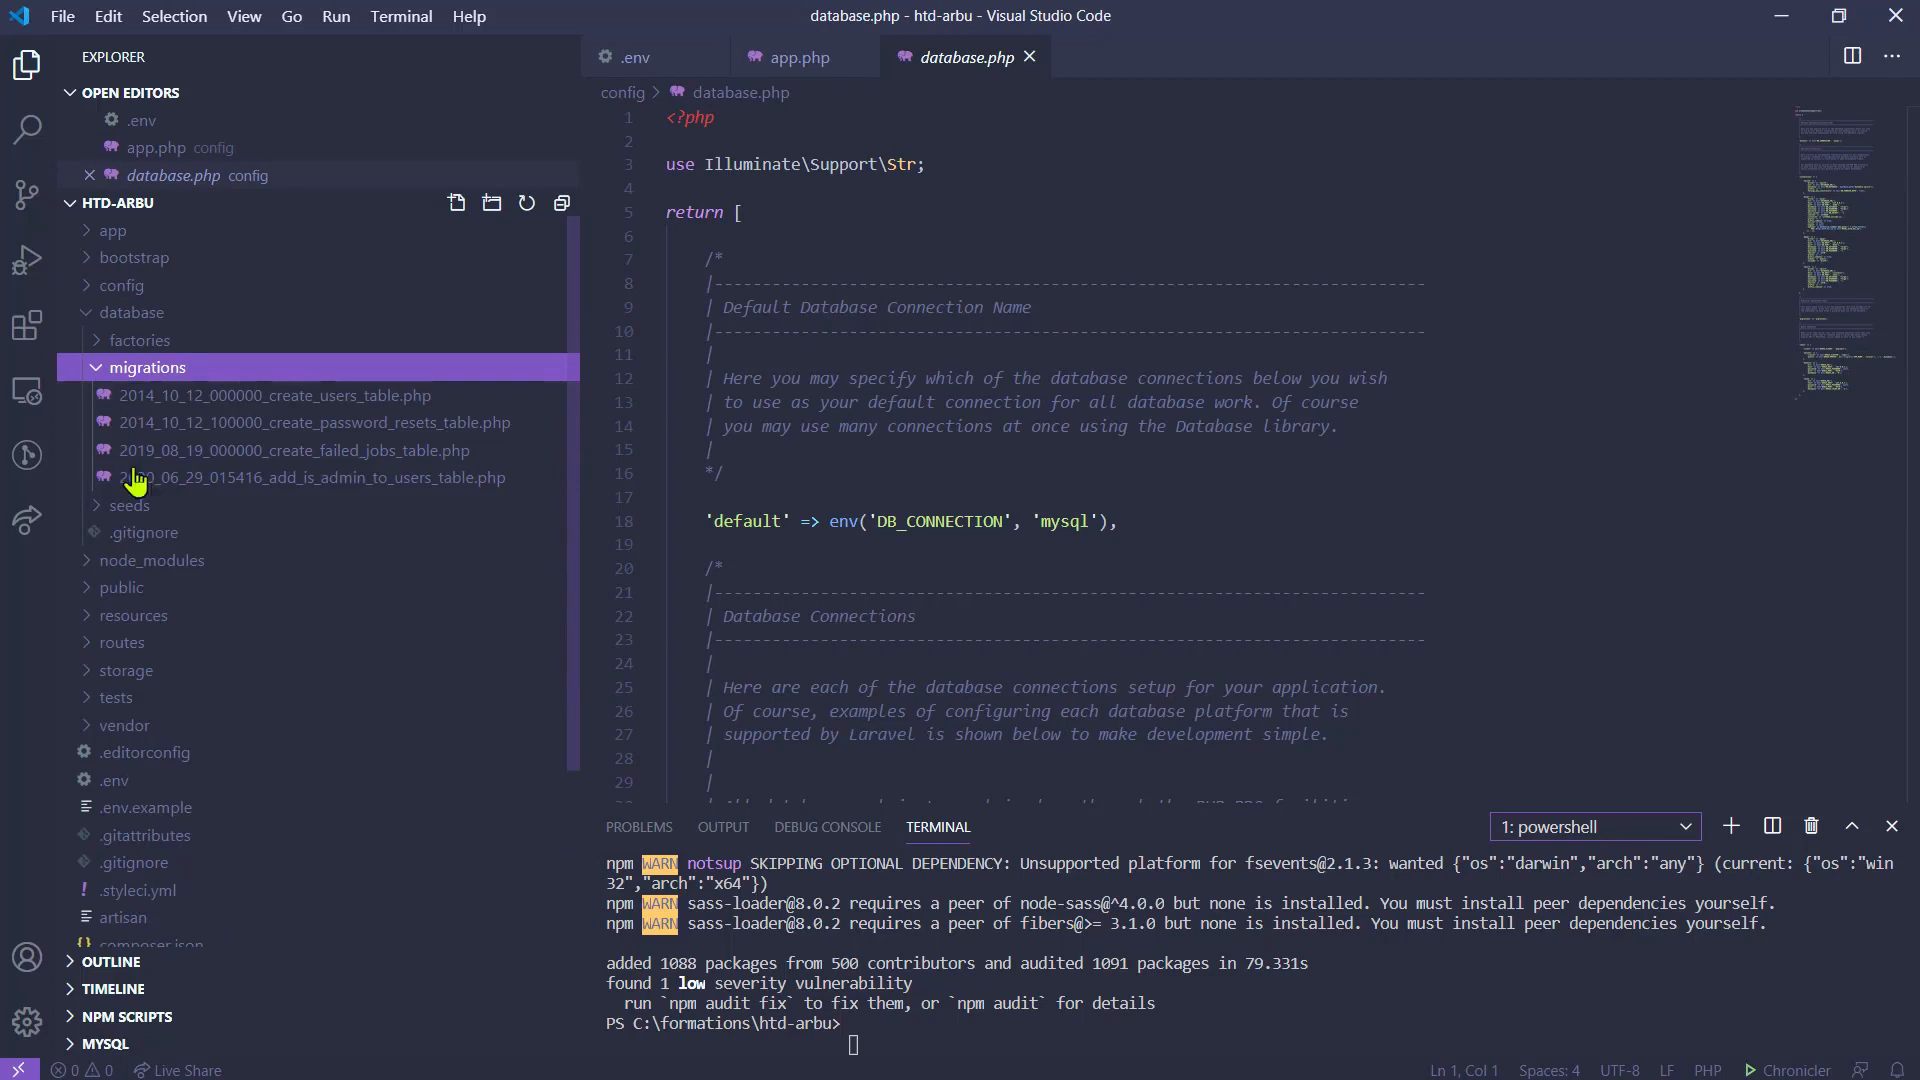 File Edit Selection View Go Run Terminal Help
database.php - htd-arbu - Visual Studio Code
EXPLORER
OPEN EDITORS
.env
app.php config
database.php config
HTD-ARBU
app
bootstrap
config
database
factories
migrations
2014_10_12_000000_create_users_table.php
2014_10_12_100000_create_password_resets_table.php
2019_08_19_000000_create_failed_jobs_table.php
2020_06_29_015416_add_is_admin_to_users_table.php
seeds
.gitignore
node_modules
public
resources
routes
storage
tests
vendor
.editorconfig
.env
.env.example
.gitattributes
.gitignore
.styleci.yml
artisan
composer.json
OUTLINE
TIMELINE
NPM SCRIPTS
MYSQL
.env app.php database.php
config > database.php
1 <?php
2
3 use Illuminate\Support\Str;
4
5 return [
6
7 /*
8 |--------------------------------------------------------------------------
9 | Default Database Connection Name
10 |--------------------------------------------------------------------------
11 |
12 | Here you may specify which of the database connections below you wish
13 | to use as your default connection for all database work. Of course
14 | you may use many connections at once using the Database library.
15 |
16 */
17
18 'default' => env('DB_CONNECTION', 'mysql'),
19
20 /*
21 |--------------------------------------------------------------------------
22 | Database Connections
23 |--------------------------------------------------------------------------
24 |
25 | Here are each of the database connections setup for your application.
26 | Of course, examples of configuring each database platform that is
27 | supported by Laravel is shown below to make development simple.
28 |
29 |
PROBLEMS OUTPUT DEBUG CONSOLE TERMINAL
1: powershell
npm WARN notsup SKIPPING OPTIONAL DEPENDENCY: Unsupported platform for fsevents@2.1.3: wanted {"os":"darwin","arch":"any"} (current: {"os":"win
32","arch":"x64"})
npm WARN sass-loader@8.0.2 requires a peer of node-sass@^4.0.0 but none is installed. You must install peer dependencies yourself.
npm WARN sass-loader@8.0.2 requires a peer of fibers@>= 3.1.0 but none is installed. You must install peer dependencies yourself.
added 1088 packages from 500 contributors and audited 1091 packages in 79.331s
found 1 low severity vulnerability
run `npm audit fix` to fix them, or `npm audit` for details
PS C:\formations\htd-arbu>
0 0 Live Share
Ln 1, Col 1 Spaces: 4 UTF-8 LF PHP Chronicler